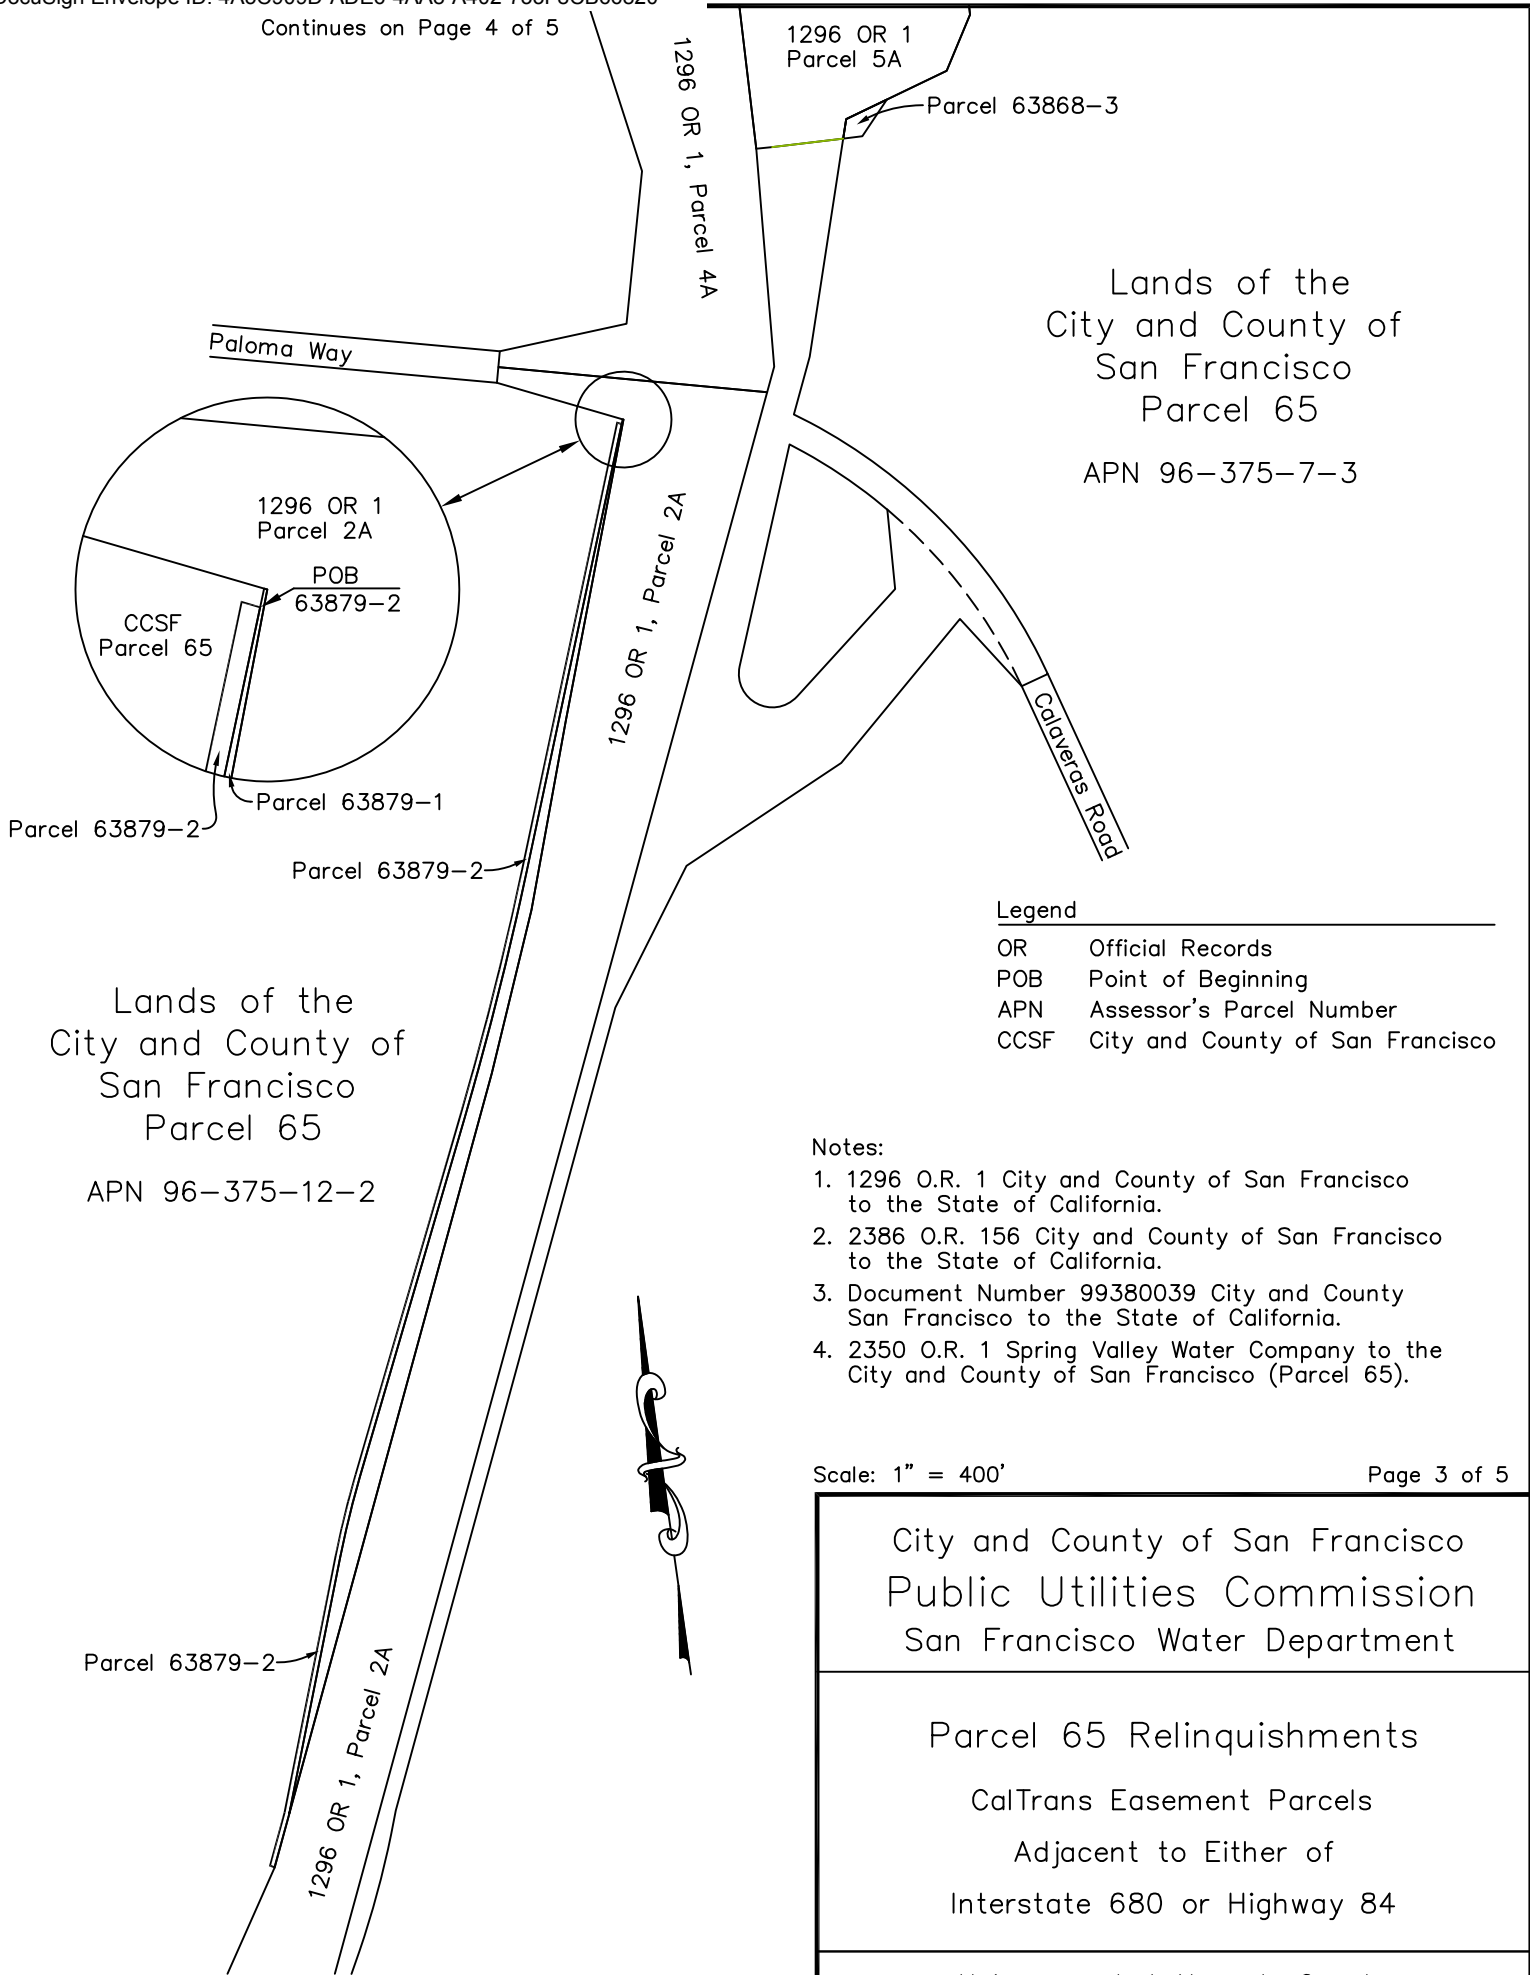 Continues on Page 4 of 5
1296 OR 1
Parcel 5A
Parcel 63868-3
1296 OR 1, Parcel 4A
Lands of the
City and County of
San Francisco
Parcel 65
APN 96-375-7-3
Paloma Way
1296 OR 1
Parcel 2A
POB
63879-2
CCSF
Parcel 65
Parcel 63879-1
Parcel 63879-2
1296 OR 1, Parcel 2A
Calaveras Road
Parcel 63879-2
Legend
OR Official Records
POB Point of Beginning
APN Assessor's Parcel Number
CCSF City and County of San Francisco
Lands of the
City and County of
San Francisco
Parcel 65
APN 96-375-12-2
Notes:
1. 1296 O.R. 1 City and County of San Francisco
to the State of California.
2. 2386 O.R. 156 City and County of San Francisco
to the State of California.
3. Document Number 99380039 City and County
San Francisco to the State of California.
4. 2350 O.R. 1 Spring Valley Water Company to the
City and County of San Francisco (Parcel 65).
Scale: 1" = 400'
Page 3 of 5
Parcel 63879-2
1296 OR 1, Parcel 2A
City and County of San Francisco
Public Utilities Commission
San Francisco Water Department
Parcel 65 Relinquishments
CalTrans Easement Parcels
Adjacent to Either of
Interstate 680 or Highway 84